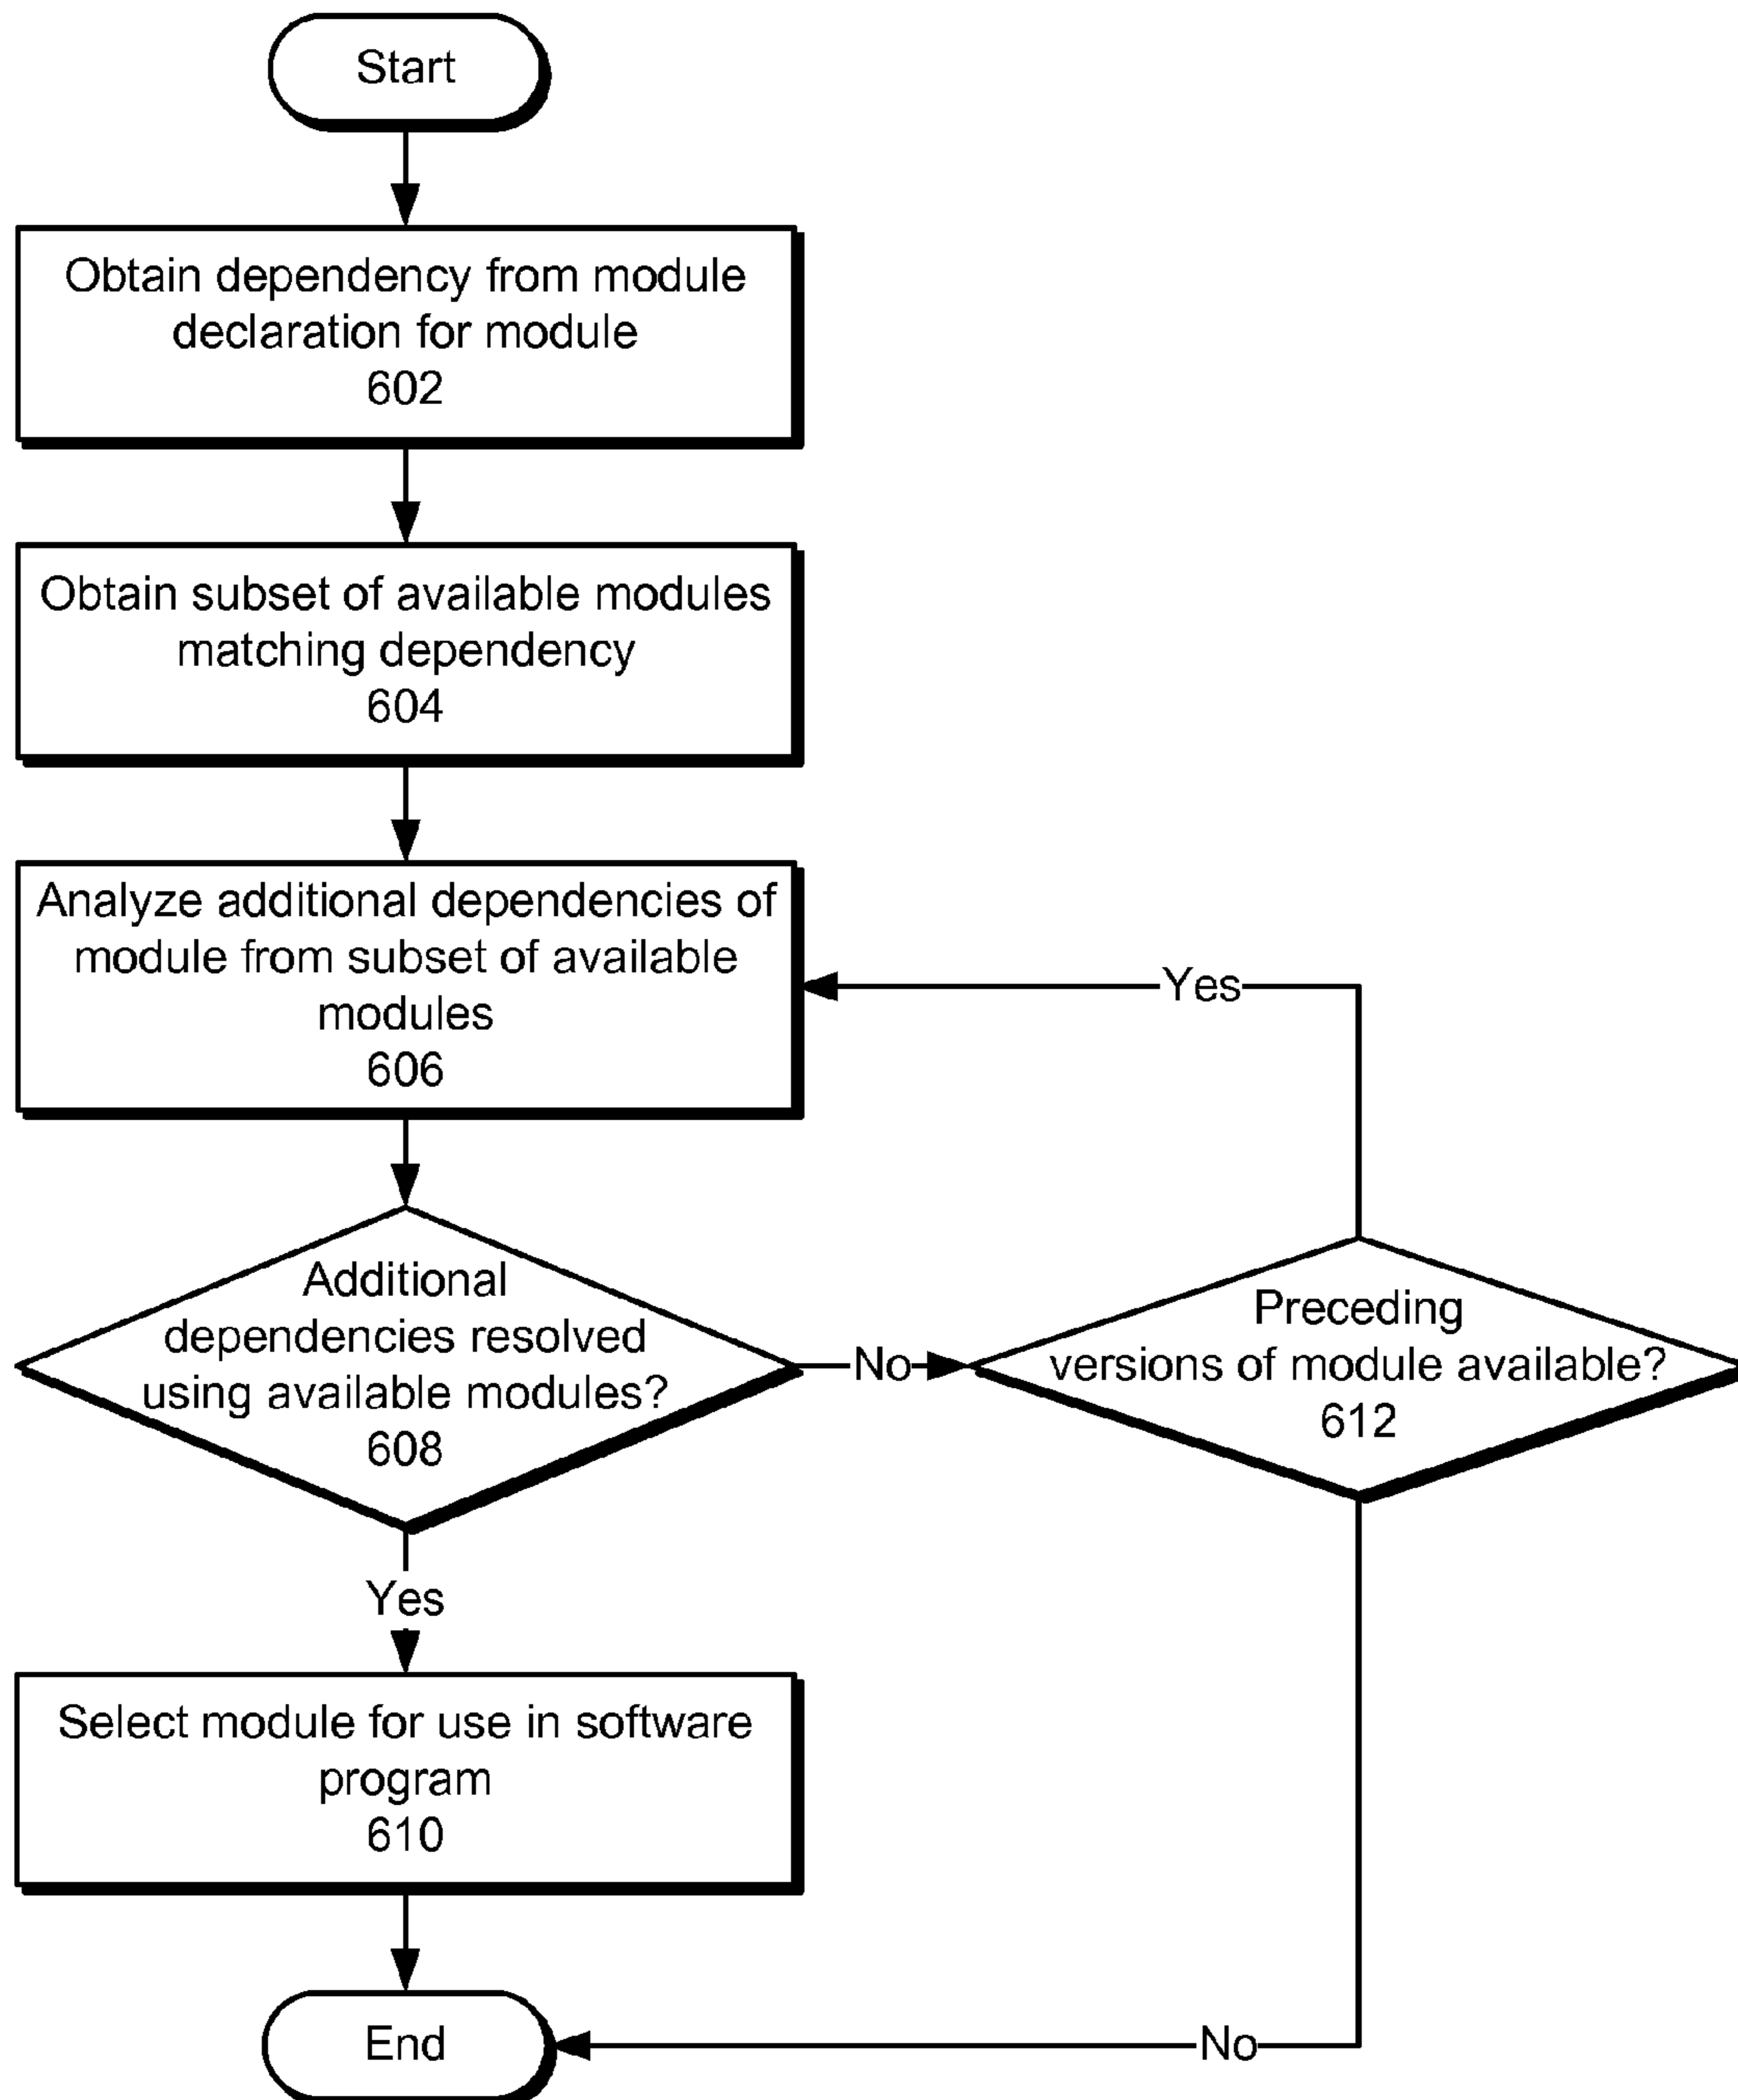 Start
Obtain dependency from module
declaration for module
602
Obtain subset of available modules
matching dependency
604
Analyze additional dependencies of
module from subset of available
modules
606
Yes
Additional
dependencies resolved
using available modules?
608
No
Preceding
versions of module available?
612
Yes
Select module for use in software
program
610
End
No